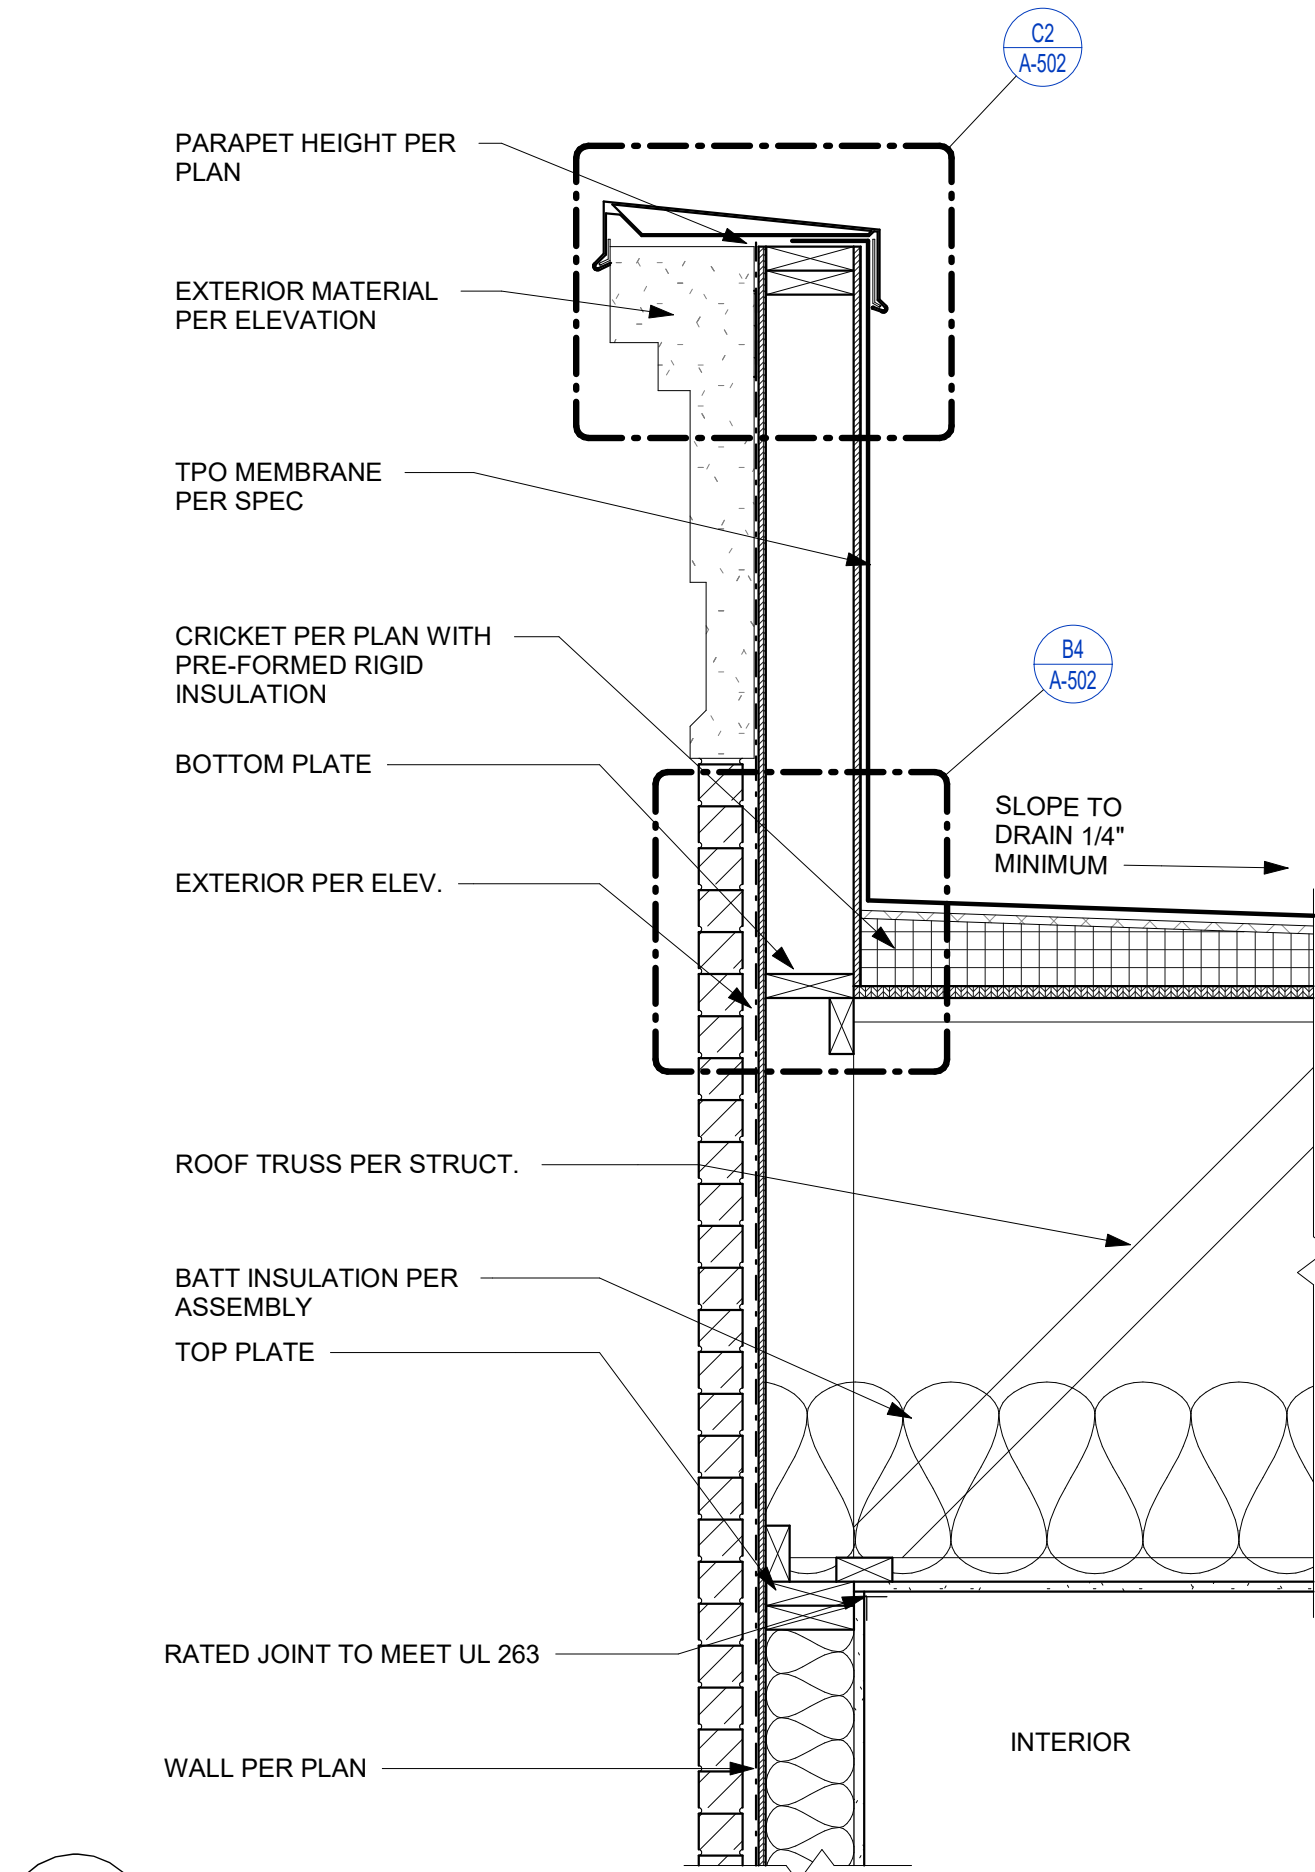 C2
A-502
PARAPET HEIGHT PER
PLAN
EXTERIOR MATERIAL
PER ELEVATION
TPO MEMBRANE
PER SPEC
CRICKET PER PLAN WITH
PRE-FORMED RIGID
INSULATION
B4
A-502
BOTTOM PLATE
SLOPE TO
DRAIN 1/4"
MINIMUM
EXTERIOR PER ELEV.
ROOF TRUSS PER STRUCT.
BATT INSULATION PER
ASSEMBLY
TOP PLATE
RATED JOINT TO MEET UL 263
INTERIOR
WALL PER PLAN